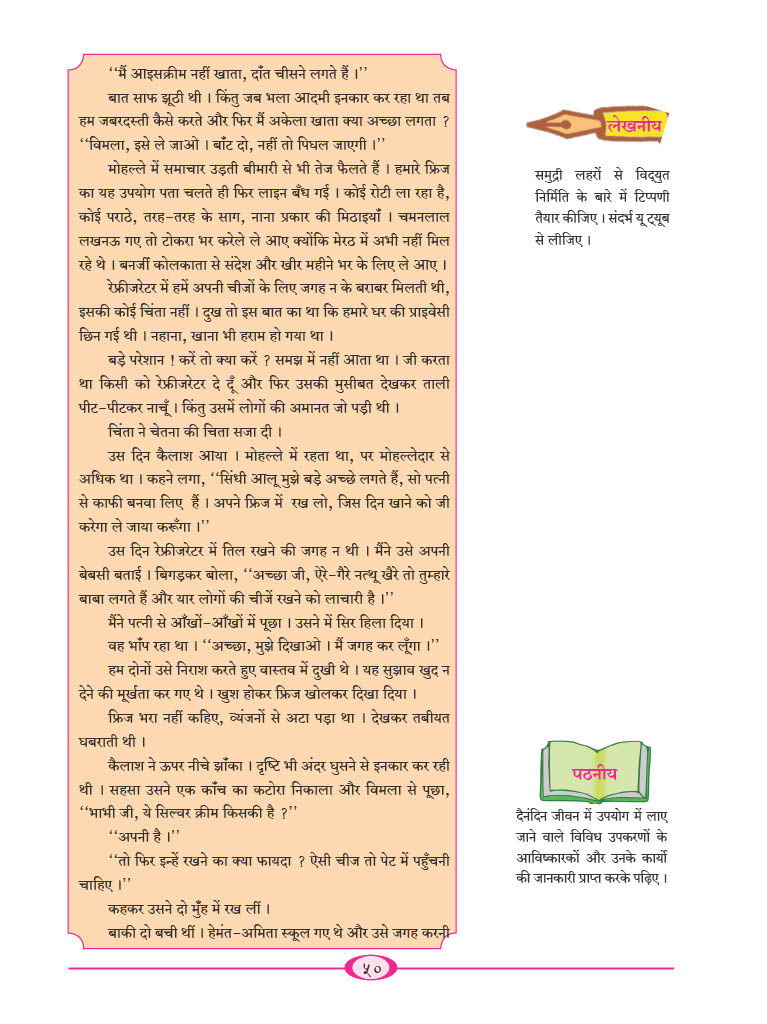 ‘‘मैं आइसक्रीम नहीं खाता, दाँत चीसने लगते हैं ।’’
बात साफ झूठी थी । किंतु जब भला आदमी इनकार कर रहा था तब
हम जबरदस्ती कैसे करते और फिर मैं अकेला खाता क्या अच्छा लगता ?
‘‘विमला, इसे ले जाओ । बाँट दो, नहीं तो पिघल जाएगी ।’’
मोहल्ले में समाचार उड़ती बीमारी से भी तेज फैलते हैं । हमारे फ्रिज
का यह उपयोग पता चलते ही फिर लाइन बँध गई । कोई रोटी ला रहा है,
कोई पराठे, तरह-तरह के साग, नाना प्रकार की मिठाइयाँ । चमनलाल
लखनऊ गए तो टोकरा भर करेले ले आए क्योंकि मेरठ में अभी नहीं मिल
रहे थे । बनर्जी कोलकाता से संदेश और खीर महीने भर के लिए ले आए ।
रेफ्रीजरेटर में हमें अपनी चीजों के लिए जगह न के बराबर मिलती थी,
इसकी कोई चिंता नहीं । दुख तो इस बात का था कि हमारे घर की प्राइवेसी
छिन गई थी । नहाना, खाना भी हराम हो गया था ।
बड़े परेशान ! करें तो क्या करें ? समझ में नहीं आता था । जी करता
था किसी को रेफ्रीजरेटर दे दूँ और फिर उसकी मुसीबत देखकर ताली
पीट-पीटकर नाचूँ । किंतु उसमें लोगों की अमानत जो पड़ी थी ।
चिंता ने चेतना की चिता सजा दी ।
उस दिन कैलाश आया । मोहल्ले में रहता था, पर मोहल्लेदार से
अधिक था । कहने लगा, ‘‘सिंधी आलू मुझे बड़े अच्छे लगते हैं, सो पत्नी
से काफी बनवा लिए हैं । अपने फ्रिज में रख लो, जिस दिन खाने को जी
करेगा ले जाया करूँगा ।’’
उस दिन रेफ्रीजरेटर में तिल रखने की जगह न थी । मैंने उसे अपनी
बेबसी बताई । बिगड़कर बोला, ‘‘अच्छा जी, ऐरे-गैरे नत्थू खैरे तो तुम्हारे
बाबा लगते हैं और यार लोगों की चीजें रखने को लाचारी है ।’’
मैंने पत्नी से आँखों-आँखों में पूछा । उसने में सिर हिला दिया ।
वह भाँप रहा था । ‘‘अच्छा, मुझे दिखाओ । मैं जगह कर लूँगा ।’’
हम दोनों उसे निराश करते हुए वास्तव में दुखी थे । यह सुझाव खुद न
देने की मूर्खता कर गए थे । खुश होकर फ्रिज खोलकर दिखा दिया ।
फ्रिज भरा नहीं कहिए, व्यंजनों से अटा पड़ा था । देखकर तबीयत
घबराती थी ।
कैलाश ने ऊपर नीचे झाँका । दृष्टि भी अंदर घुसने से इनकार कर रही
थी । सहसा उसने एक काँच का कटोरा निकाला और विमला से पूछा,
‘‘भाभी जी, ये सिल्वर क्रीम किसकी है ?’’
‘‘अपनी है ।’’
‘‘तो फिर इन्हें रखने का क्या फायदा ? ऐसी चीज तो पेट में पहुँचनी
चाहिए ।’’
कहकर उसने दो मुँह में रख लीं ।
बाकी दो बची थीं । हेमंत-अमिता स्कूल गए थे और उसे जगह करनी
लेखनीय
समुद्री लहरों से विद्युत
निर्मिति के बारे में टिप्पणी
तैयार कीजिए । संदर्भ यू ट्यूब
से लीजिए ।
पठनीय
दैनंदिन जीवन में उपयोग में लाए
जाने वाले विविध उपकरणों के
आविष्कारकों और उनके कार्यों
की जानकारी प्राप्त करके पढ़िए ।
५०